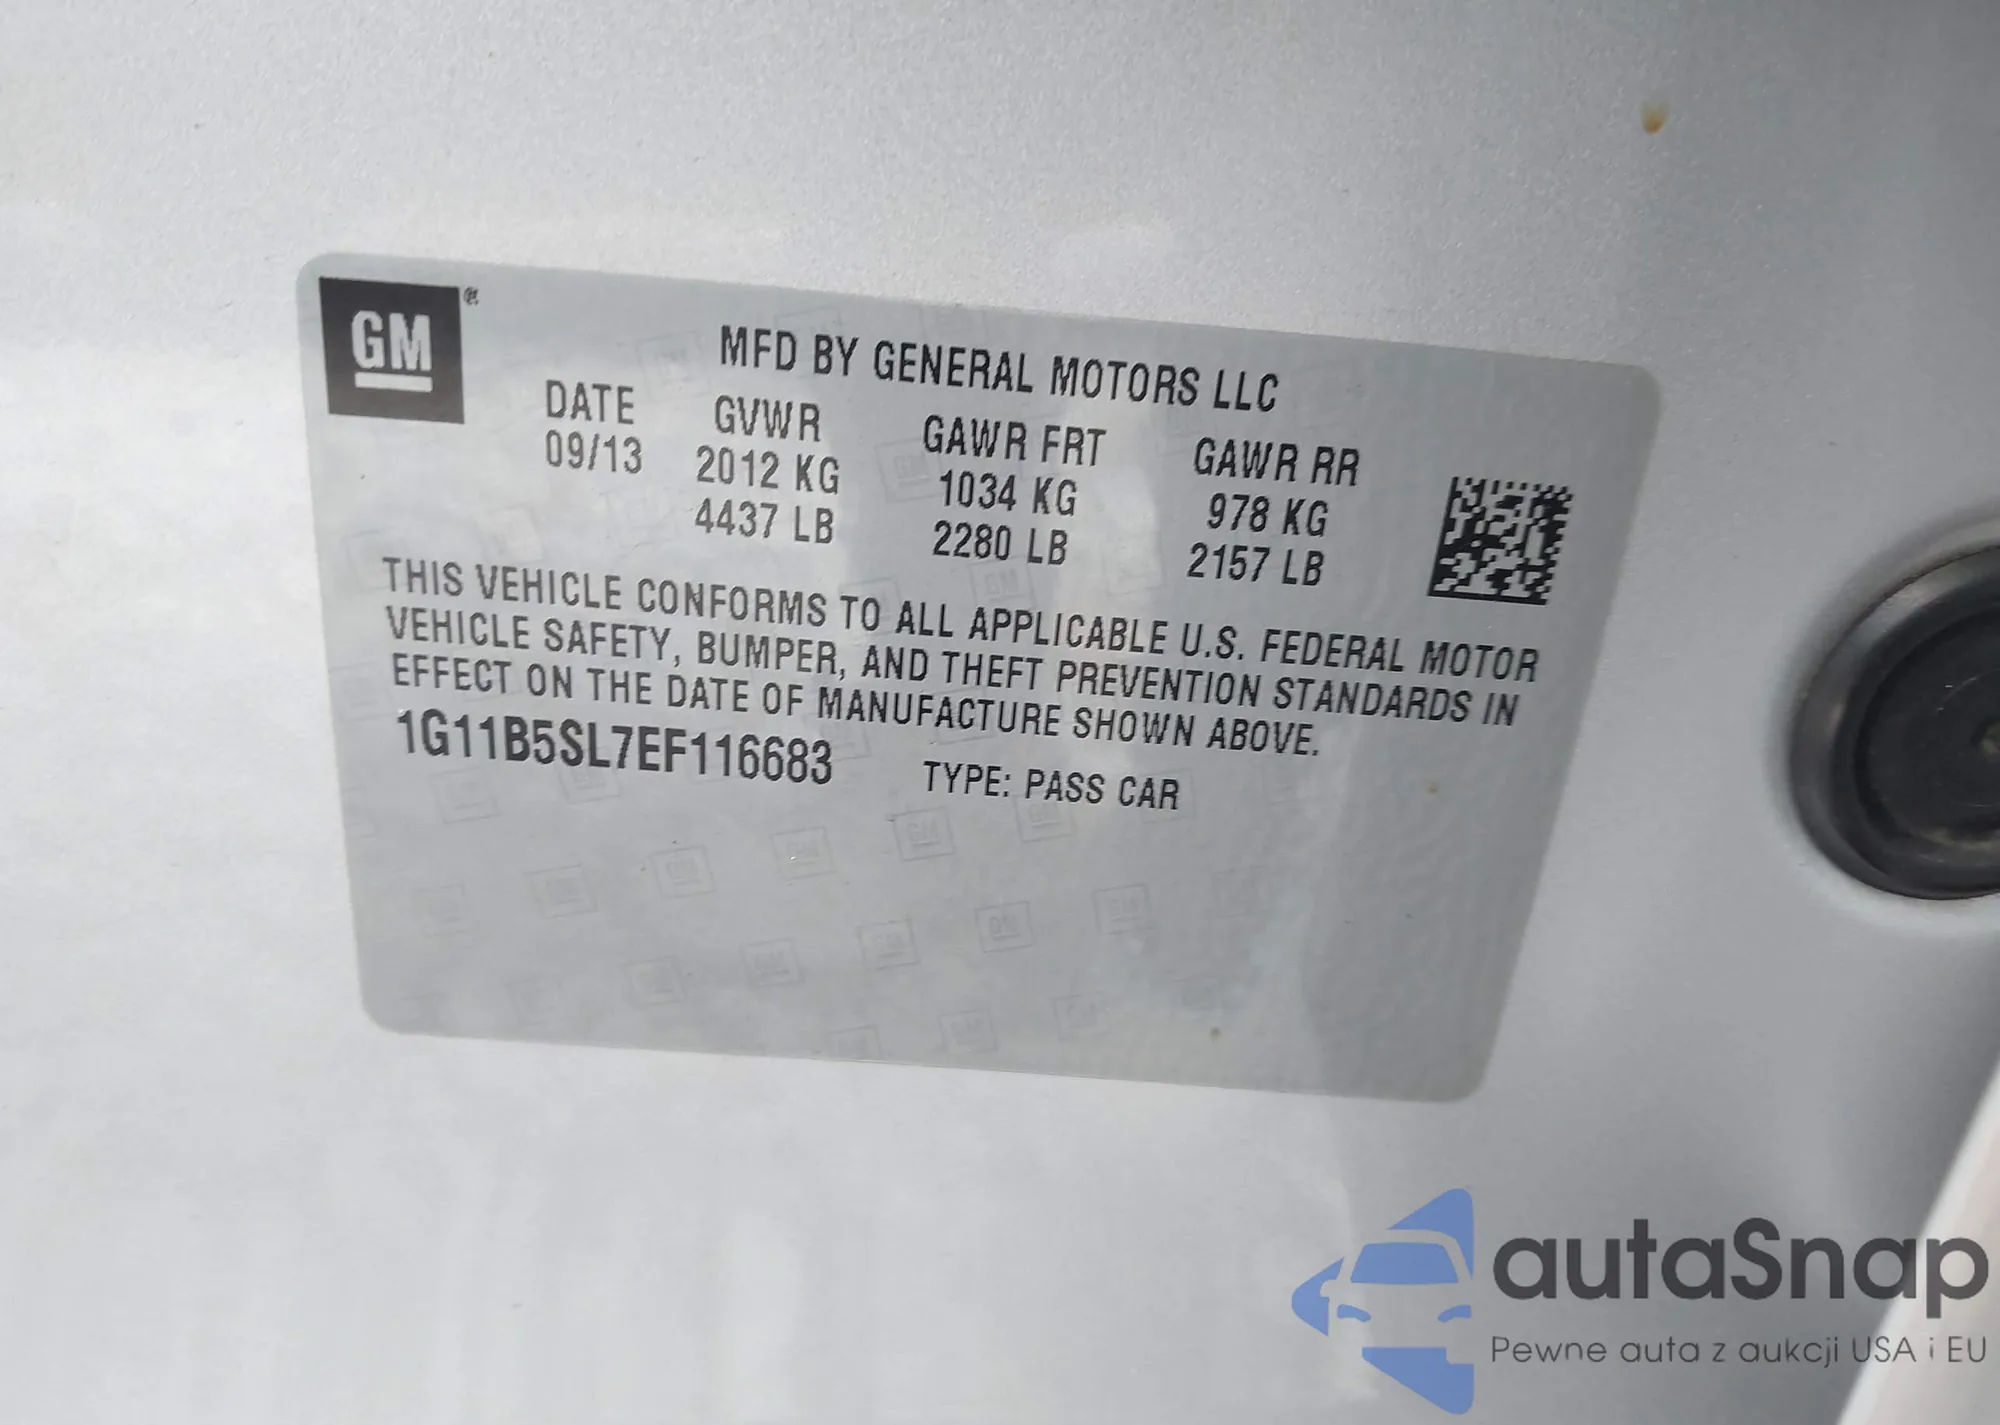 GM®
MFD BY GENERAL MOTORS LLC
DATE GVWR GAWR FRT GAWR RR
09/13 2012 KG 1034 KG 978 KG
4437 LB 2280 LB 2157 LB
THIS VEHICLE CONFORMS TO ALL APPLICABLE U.S. FEDERAL MOTOR
VEHICLE SAFETY, BUMPER, AND THEFT PREVENTION STANDARDS IN
EFFECT ON THE DATE OF MANUFACTURE SHOWN ABOVE.
1G11B5SL7EF116683 TYPE: PASS CAR
autaSnap
Pewne auta z aukcji USA i EU